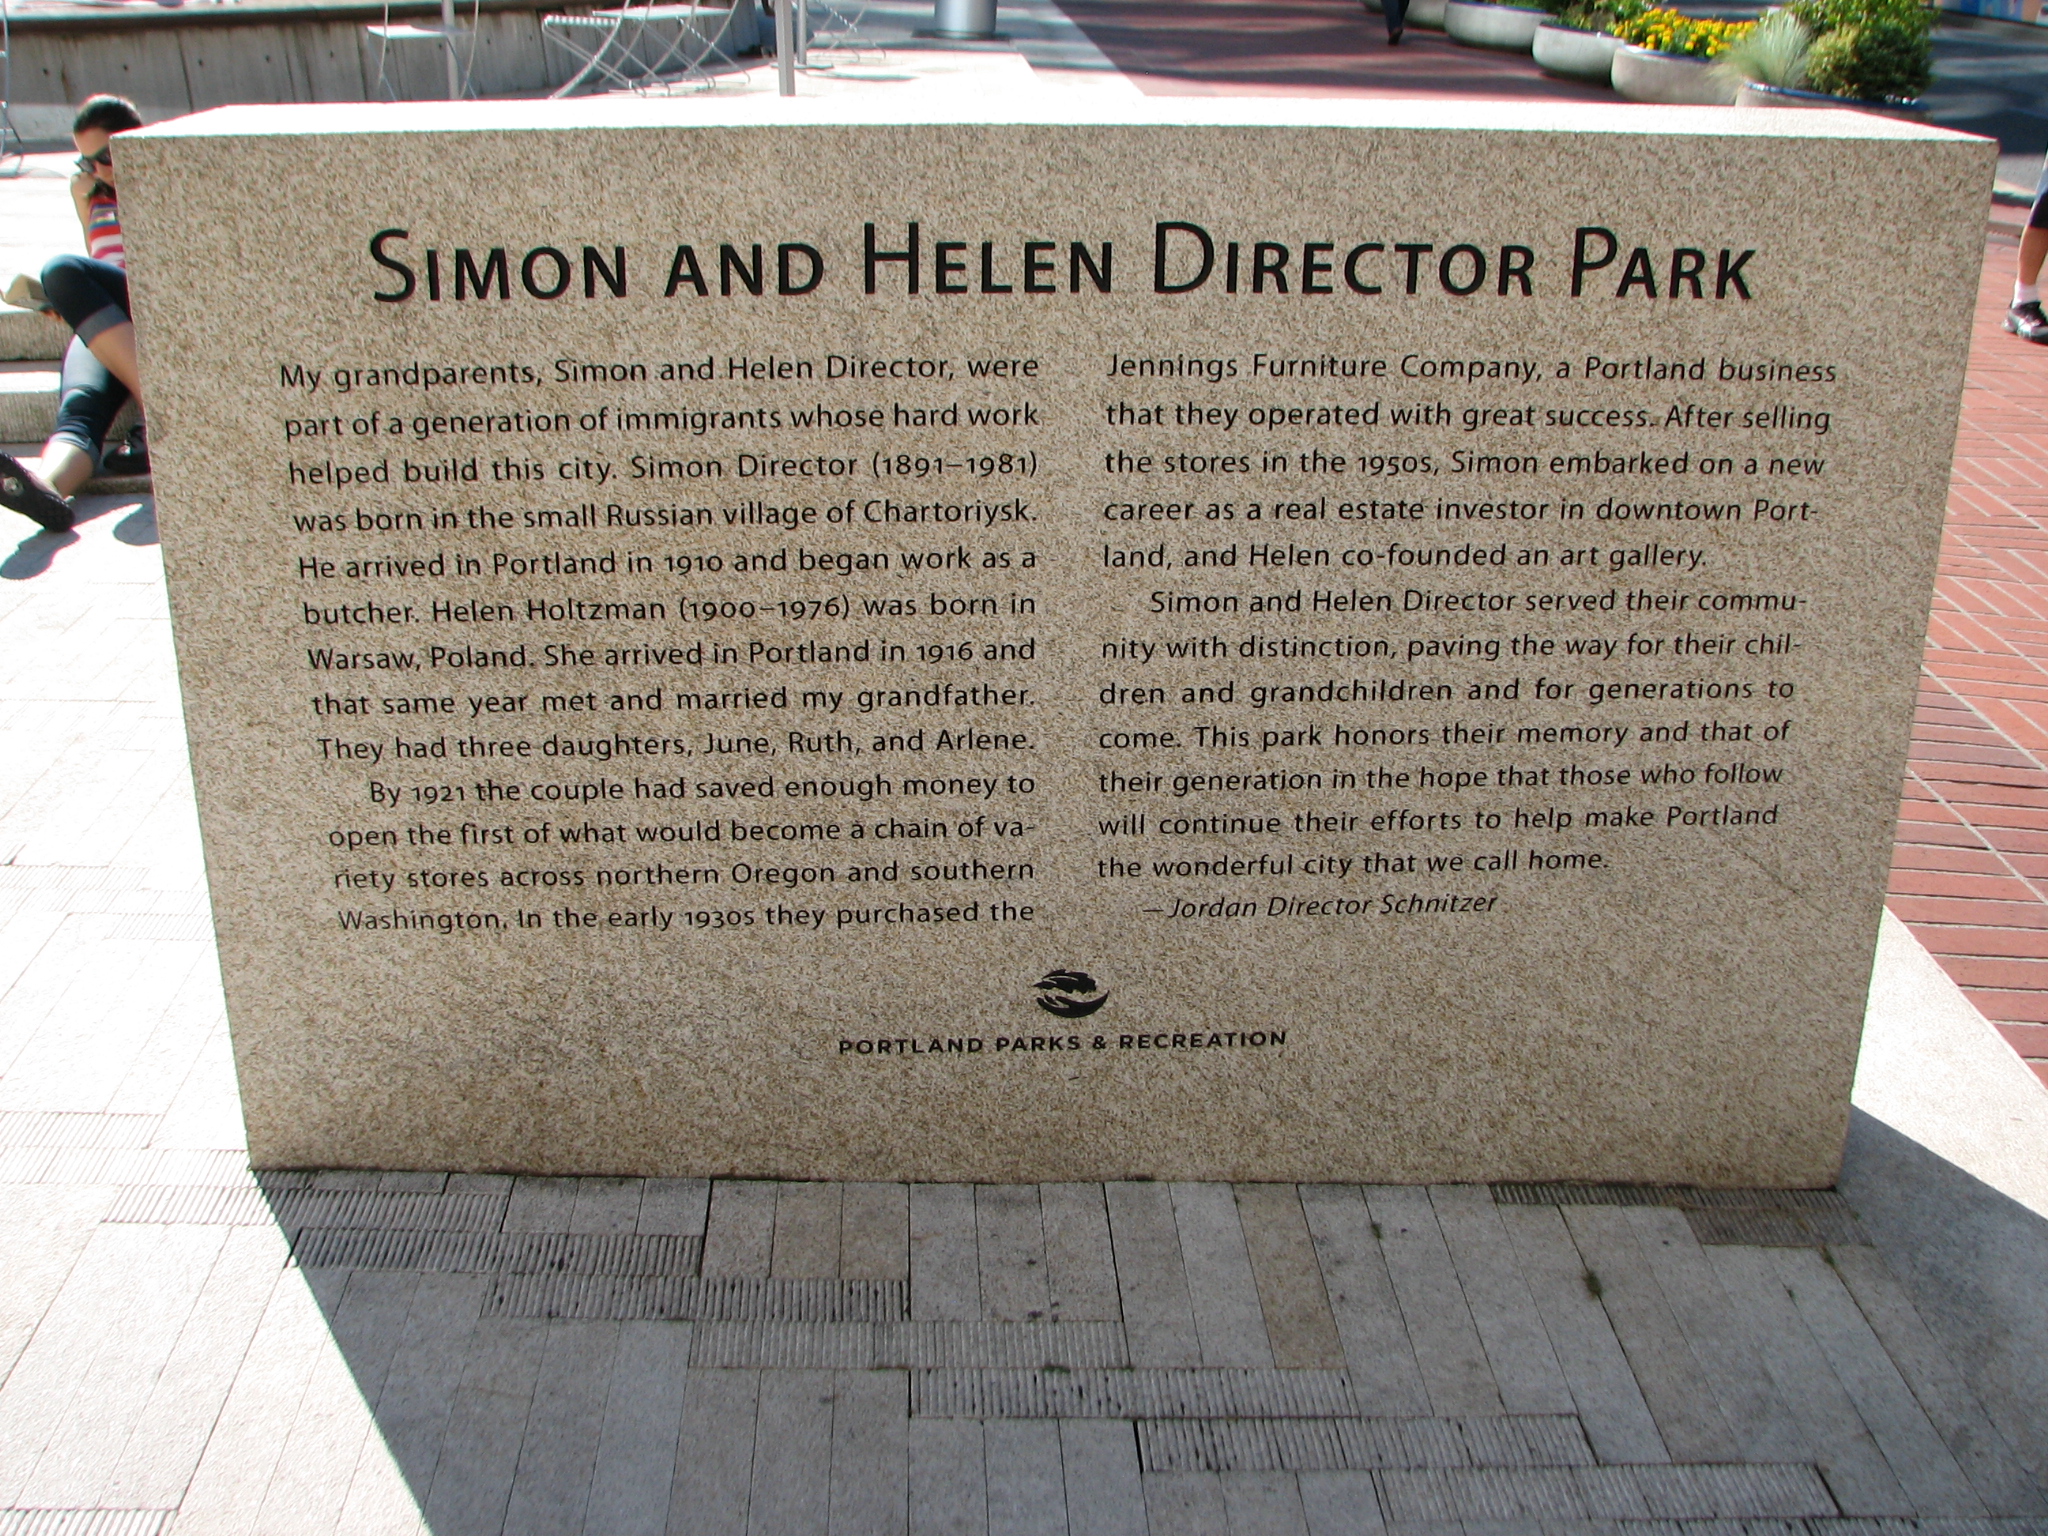 Simon and Helen Director Park
My grandparents, Simon and Helen Director, were
part of a generation of immigrants whose hard work
helped build this city. Simon Director (1891–1981)
was born in the small Russian village of Chartoriysk.
He arrived in Portland in 1910 and began work as a
butcher. Helen Holtzman (1900–1976) was born in
Warsaw, Poland. She arrived in Portland in 1916 and
that same year met and married my grandfather.
They had three daughters, June, Ruth, and Arlene.
By 1921 the couple had saved enough money to
open the first of what would become a chain of va-
riety stores across northern Oregon and southern
Washington. In the early 1930s they purchased the
Jennings Furniture Company, a Portland business
that they operated with great success. After selling
the stores in the 1950s, Simon embarked on a new
career as a real estate investor in downtown Port-
land, and Helen co-founded an art gallery.
Simon and Helen Director served their commu-
nity with distinction, paving the way for their chil-
dren and grandchildren and for generations to
come. This park honors their memory and that of
their generation in the hope that those who follow
will continue their efforts to help make Portland
the wonderful city that we call home.
—Jordan Director Schnitzer
PORTLAND PARKS & RECREATION